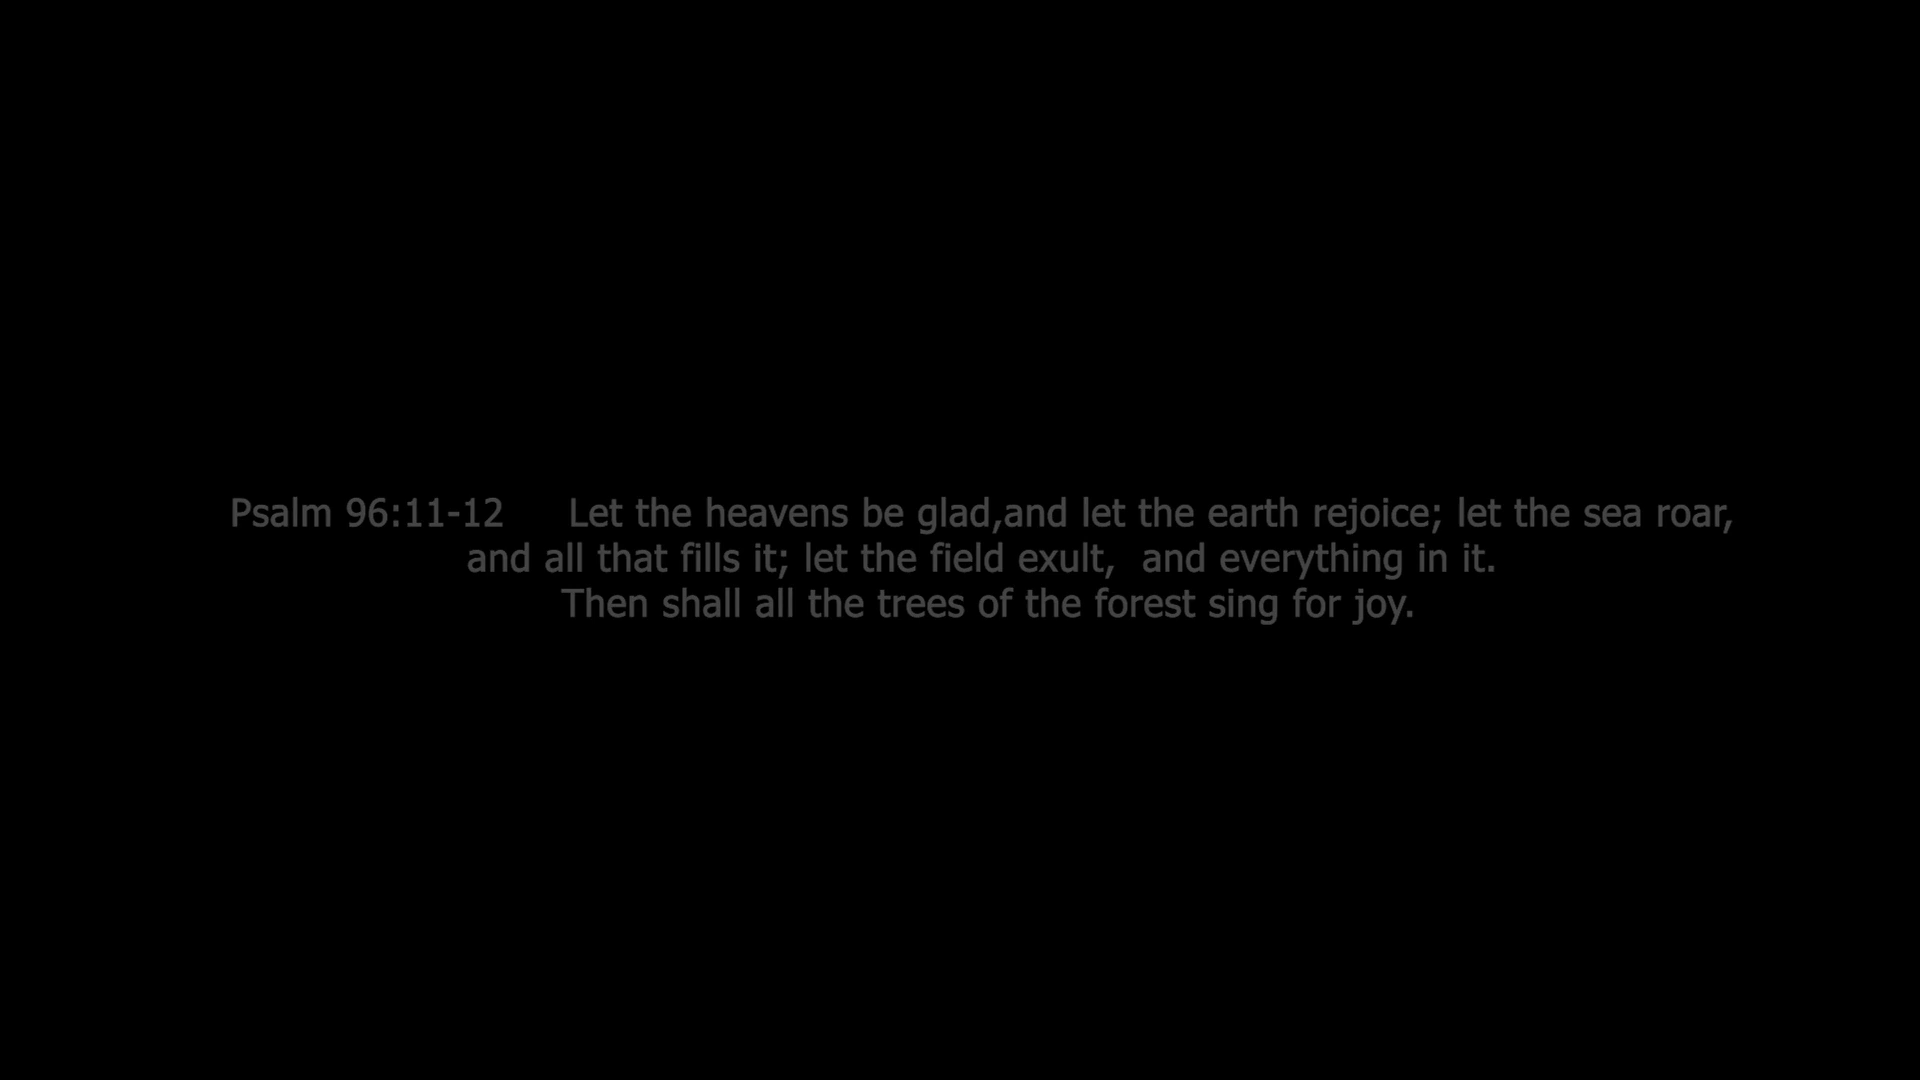 Psalm 96:11-12     Let the heavens be glad,and let the earth rejoice; let the sea roar,
and all that fills it; let the field exult,  and everything in it.
Then shall all the trees of the forest sing for joy.